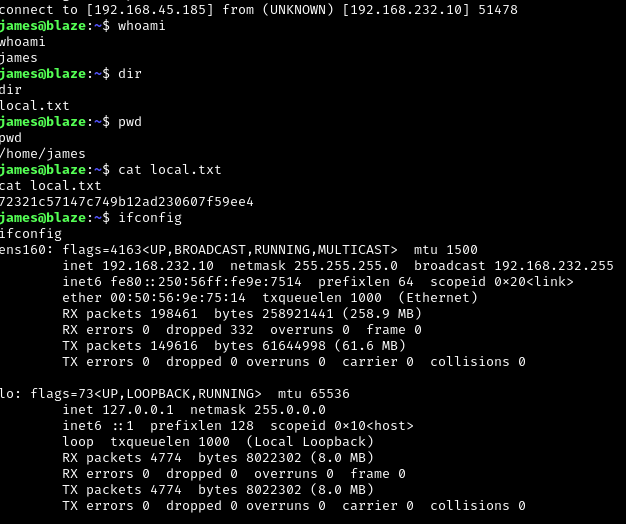 connect to [192.168.45.185] from (UNKNOWN) [192.168.232.10] 51478
james@blaze:~$ whoami
whoami
james
james@blaze:~$ dir
dir
local.txt
james@blaze:~$ pwd
pwd
/home/james
james@blaze:~$ cat local.txt
cat local.txt
72321c57147c749b12ad230607f59ee4
james@blaze:~$ ifconfig
ifconfig
ens160: flags=4163<UP,BROADCAST,RUNNING,MULTICAST>  mtu 1500
        inet 192.168.232.10  netmask 255.255.255.0  broadcast 192.168.232.255
        inet6 fe80::250:56ff:fe9e:7514  prefixlen 64  scopeid 0x20<link>
        ether 00:50:56:9e:75:14  txqueuelen 1000  (Ethernet)
        RX packets 198461  bytes 258921441 (258.9 MB)
        RX errors 0  dropped 332  overruns 0  frame 0
        TX packets 149616  bytes 61644998 (61.6 MB)
        TX errors 0  dropped 0 overruns 0  carrier 0  collisions 0

lo: flags=73<UP,LOOPBACK,RUNNING>  mtu 65536
        inet 127.0.0.1  netmask 255.0.0.0
        inet6 ::1  prefixlen 128  scopeid 0x10<host>
        loop  txqueuelen 1000  (Local Loopback)
        RX packets 4774  bytes 8022302 (8.0 MB)
        RX errors 0  dropped 0  overruns 0  frame 0
        TX packets 4774  bytes 8022302 (8.0 MB)
        TX errors 0  dropped 0 overruns 0  carrier 0  collisions 0